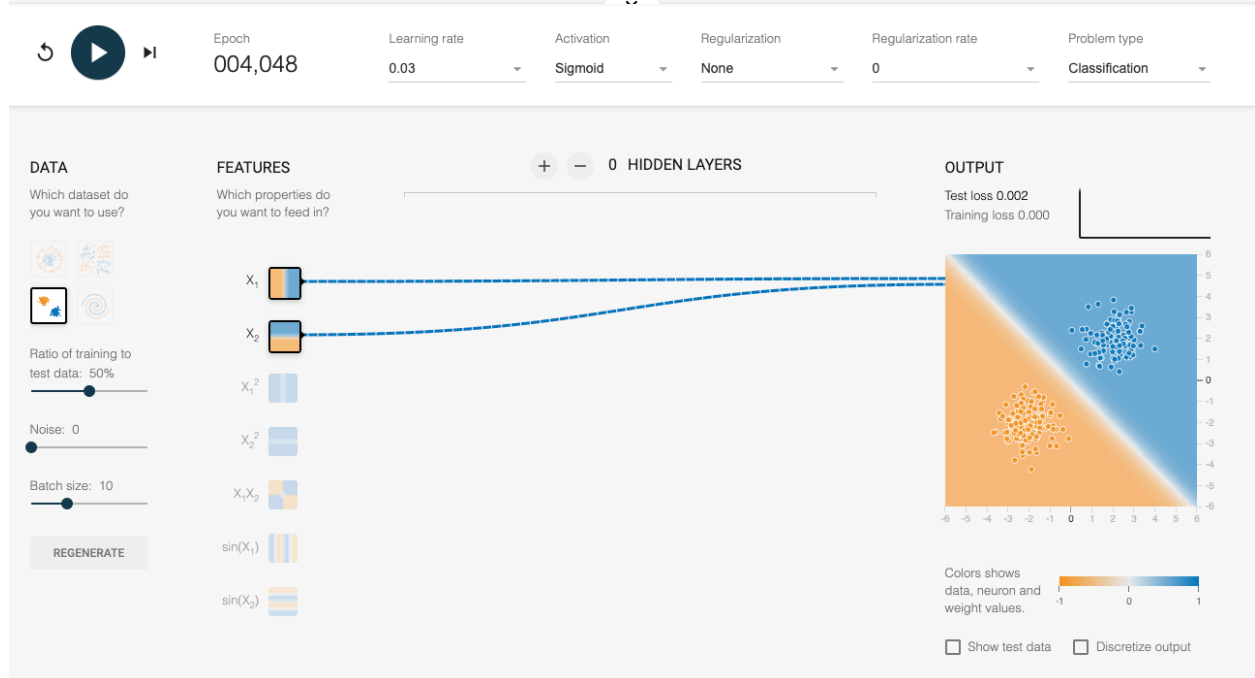 Epoch
004,048
Learning rate
0.03
Activation
Sigmoid
Regularization
None
Regularization rate
0
Problem type
Classification
DATA
Which dataset do
you want to use?
Ratio of training to
test data: 50%
Noise: 0
Batch size: 10
REGENERATE
FEATURES
Which properties do
you want to feed in?
X₁
X₂
X₁²
X₂²
X₁X₂
sin(X₁)
sin(X₂)
+ − 0 HIDDEN LAYERS
OUTPUT
Test loss 0.002
Training loss 0.000
6
5
4
3
2
1
0
-1
-2
-3
-4
-5
-6
-6 -5 -4 -3 -2 -1 0 1 2 3 4 5 6
Colors shows
data, neuron and
weight values.
-1 0 1
Show test data
Discretize output